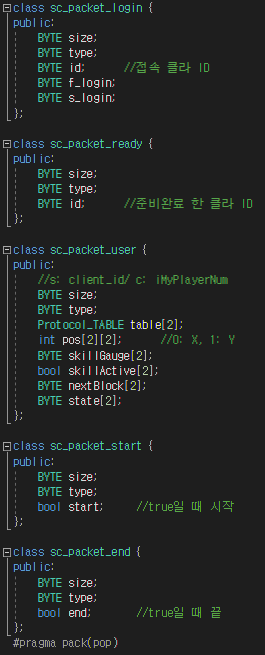 class sc_packet_login {
public:
BYTE size;
BYTE type;
BYTE id; //접속 클라 ID
BYTE f_login;
BYTE s_login;
};
class sc_packet_ready {
public:
BYTE size;
BYTE type;
BYTE id; //준비완료 한 클라 ID
};
class sc_packet_user {
public:
//s: client_id/ c: iMyPlayerNum
BYTE size;
BYTE type;
Protocol_TABLE table[2];
int pos[2][2]; //0: X, 1: Y
BYTE skillGauge[2];
bool skillActive[2];
BYTE nextBlock[2];
BYTE state[2];
};
class sc_packet_start {
public:
BYTE size;
BYTE type;
bool start; //true일 때 시작
};
class sc_packet_end {
public:
BYTE size;
BYTE type;
bool end; //true일 때 끝
};
#pragma pack(pop)